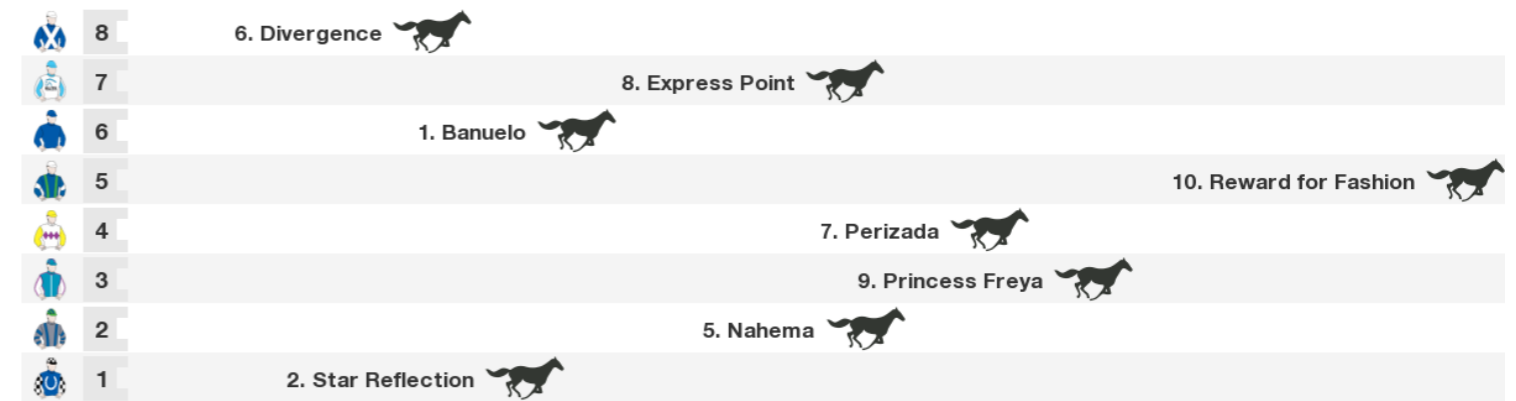 8 6. Divergence
7 8. Express Point
6 1. Banuelo
5 10. Reward for Fashion
4 7. Perizada
3 9. Princess Freya
2 5. Nahema
1 2. Star Reflection